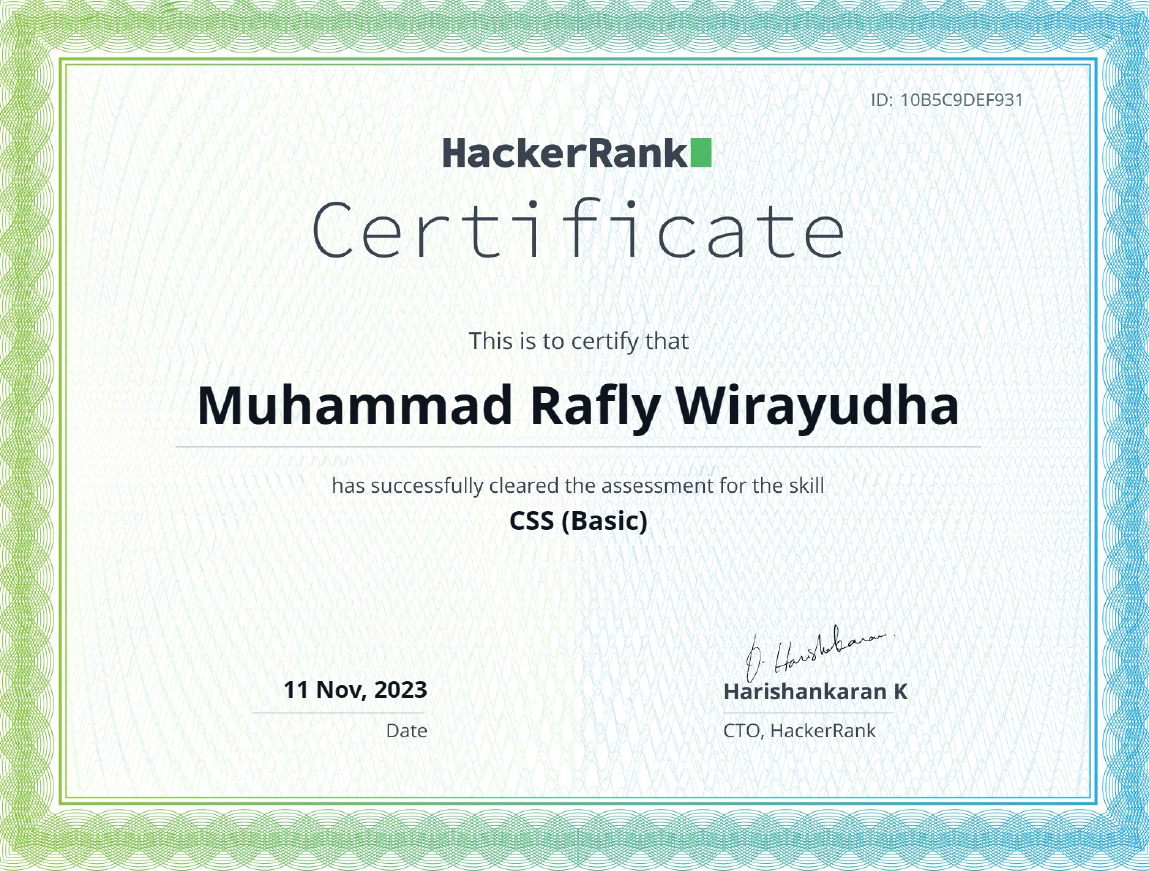 ID: 10B5C9DEF931
HackerRank
Certificate
This is to certify that
Muhammad Rafly Wirayudha
has successfully cleared the assessment for the skill
CSS (Basic)
11 Nov, 2023
Date
Harishankaran K
CTO, HackerRank